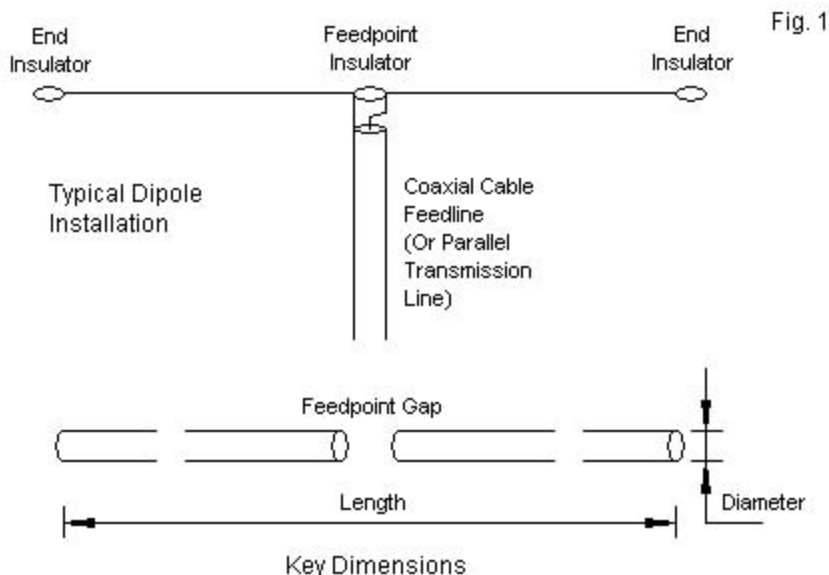 Fig. 1
End
Insulator
Feedpoint
Insulator
End
Insulator
Typical Dipole
Installation
Coaxial Cable
Feedline
(Or Parallel
Transmission
Line)
Feedpoint Gap
Length
Diameter
Key Dimensions